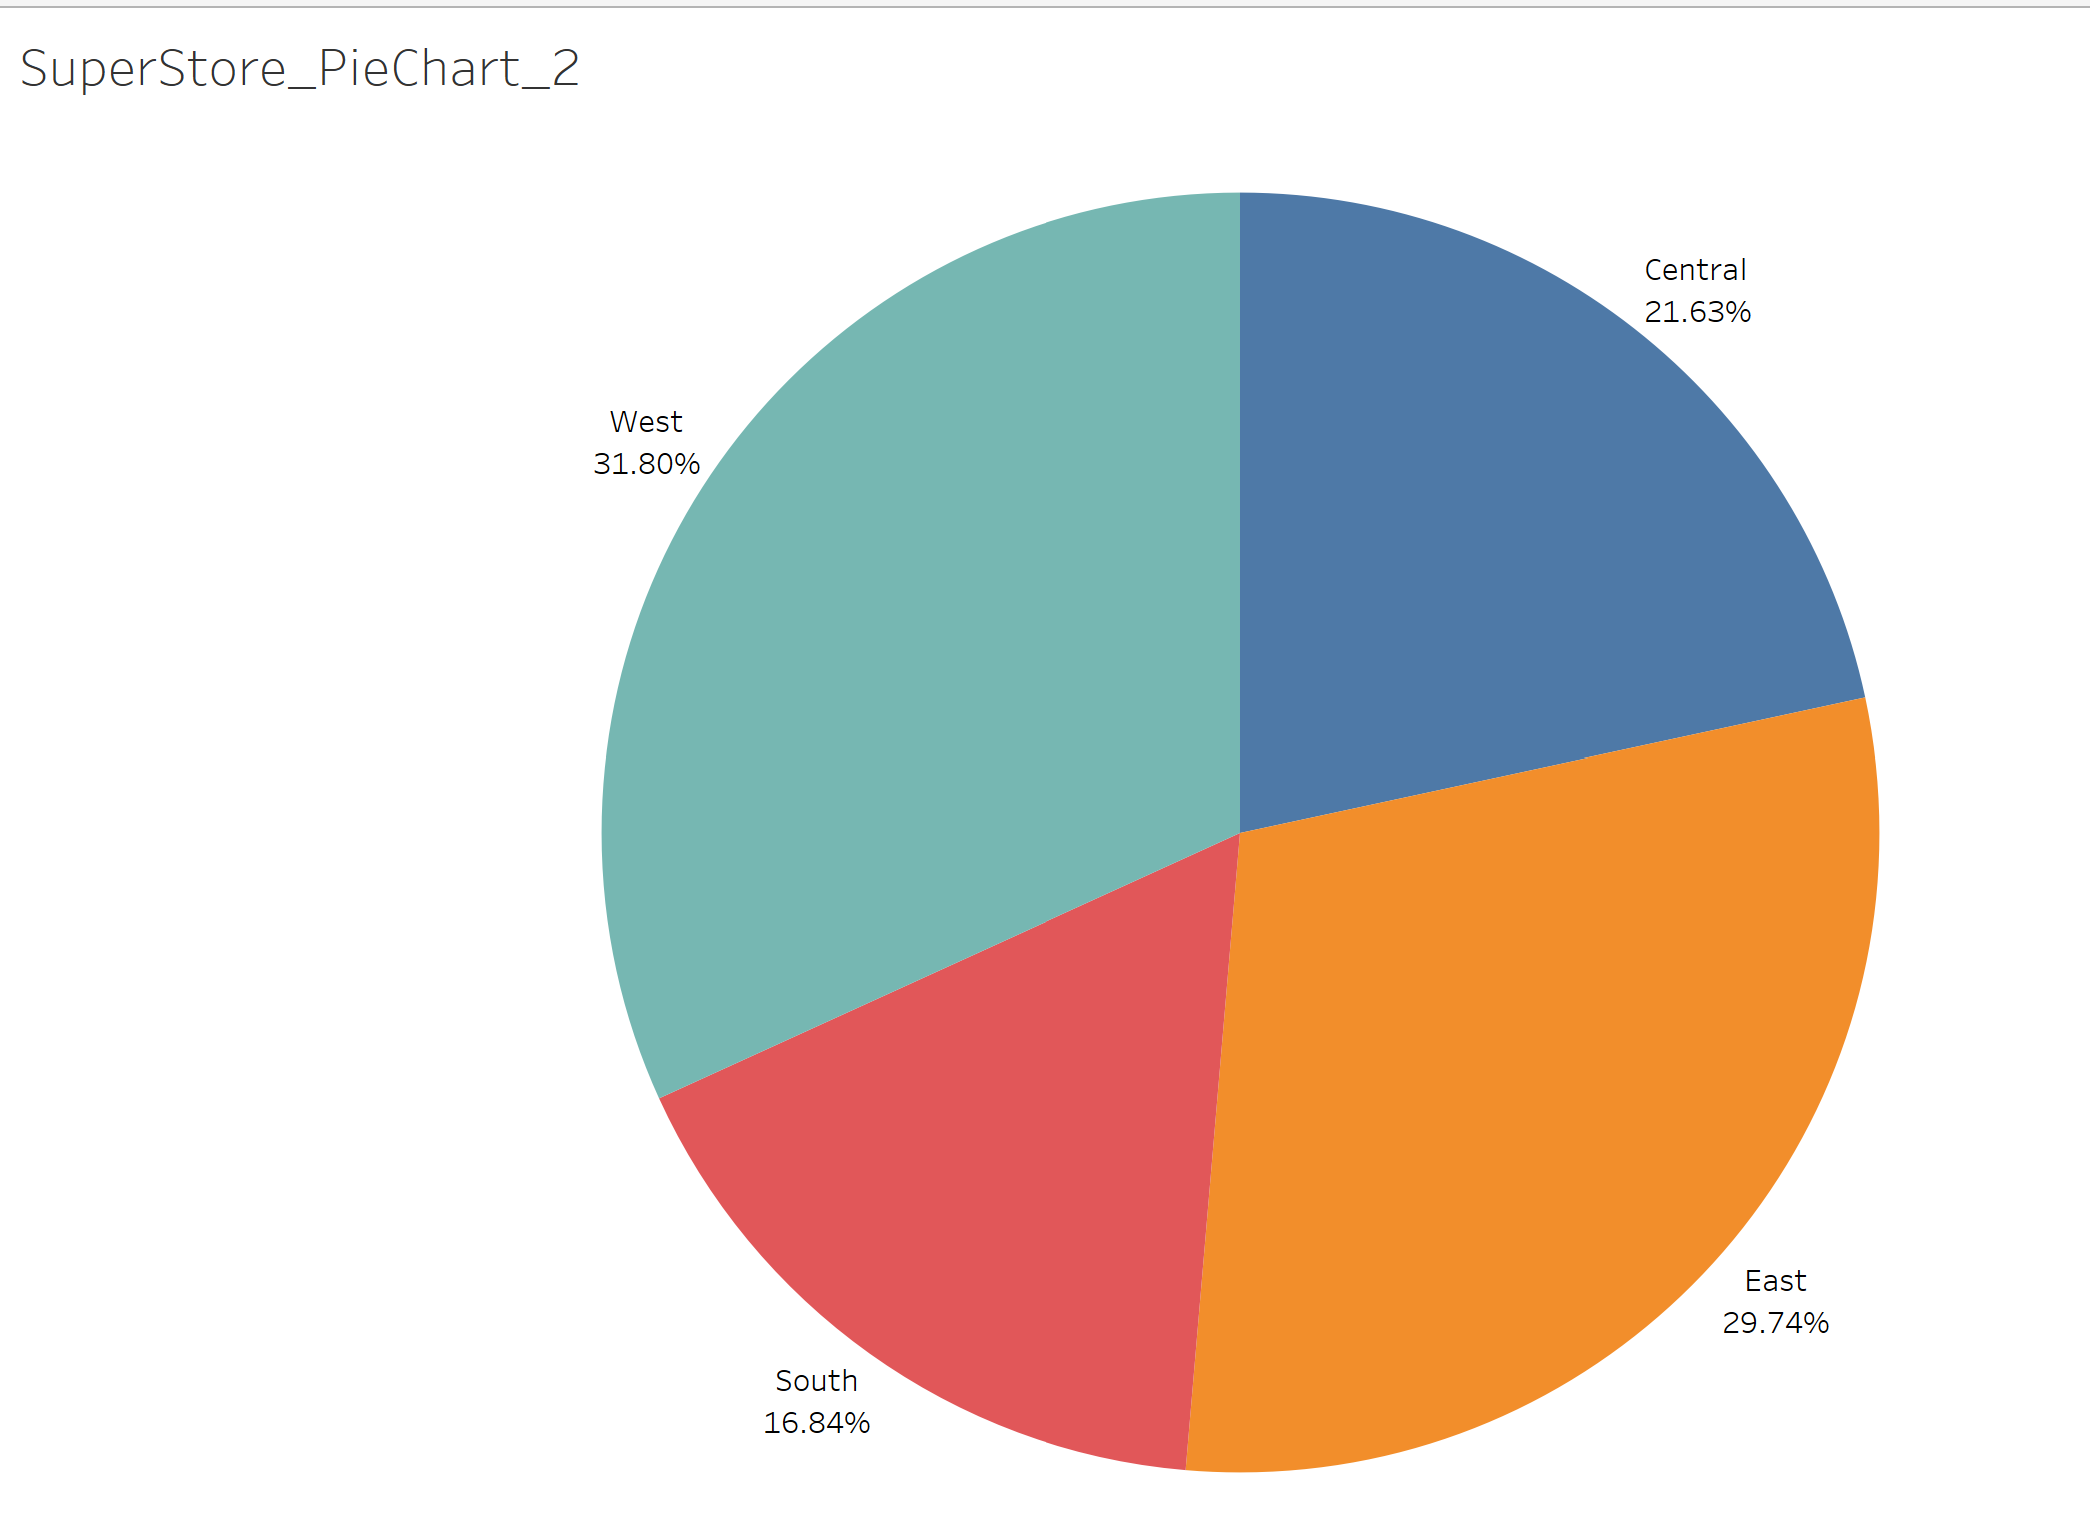 SuperStore_PieChart_2
Central
21.63%
West
31.80%
East
29.74%
South
16.84%